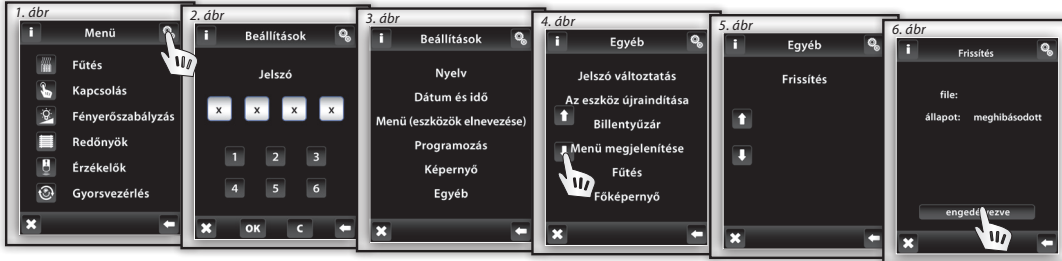 1. ábr
i Menü
Fűtés
Kapcsolás
Fényerőszabályzás
Redőnyök
Érzékelők
Gyorsvezérlés
2. ábr
i Beállítások
Jelszó
x x x x
1 2 3
4 5 6
OK C
3. ábr
i Beállítások
Nyelv
Dátum és idő
Menü (eszközök elnevezése)
Programozás
Képernyő
Egyéb
4. ábr
i Egyéb
Jelszó változtatás
Az eszköz újraindítása
Billentyűzár
Menü megjelenítése
Fűtés
Főképernyő
5. ábr
i Egyéb
Frissítés
6. ábr
i Frissítés
file:
állapot: meghibásodott
engedélyezve